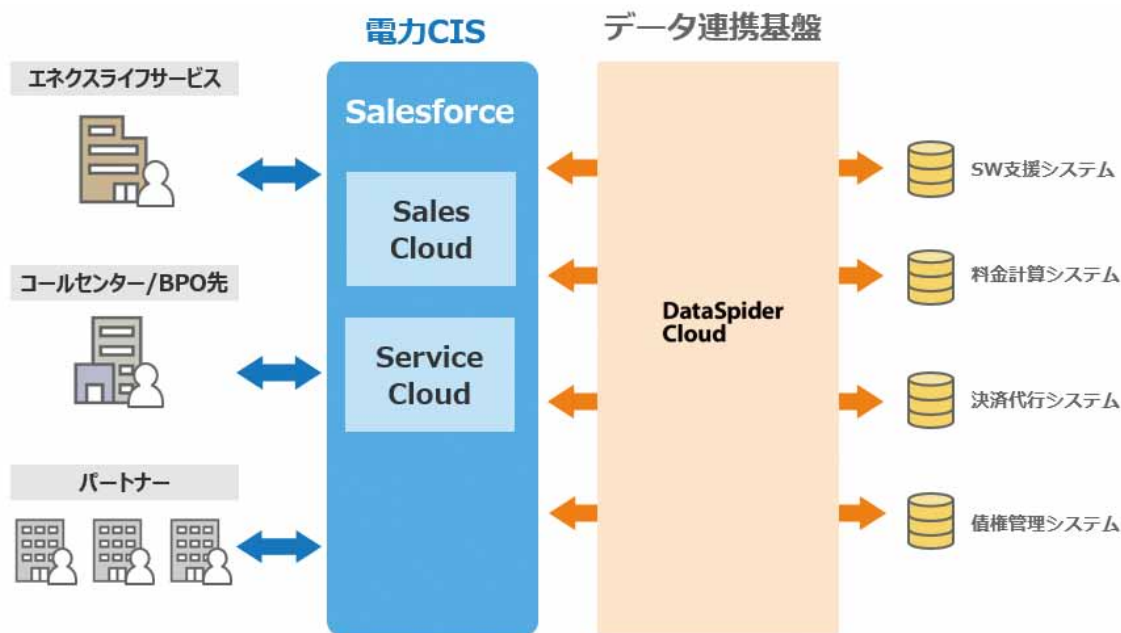 電力CIS
データ連携基盤
エネクスライフサービス
コールセンター/BPO先
パートナー
Salesforce
Sales
Cloud
Service
Cloud
DataSpider
Cloud
SW支援システム
料金計算システム
決済代行システム
債権管理システム